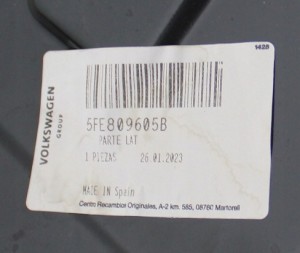 1428
VOLKSWAGEN
GROUP
5FE809605B
PARTE LAT
1 PIEZAS 26.01.2023
MADE IN Spain
Centro Recambios Originales, A-2 km. 585, 08760 Martorell